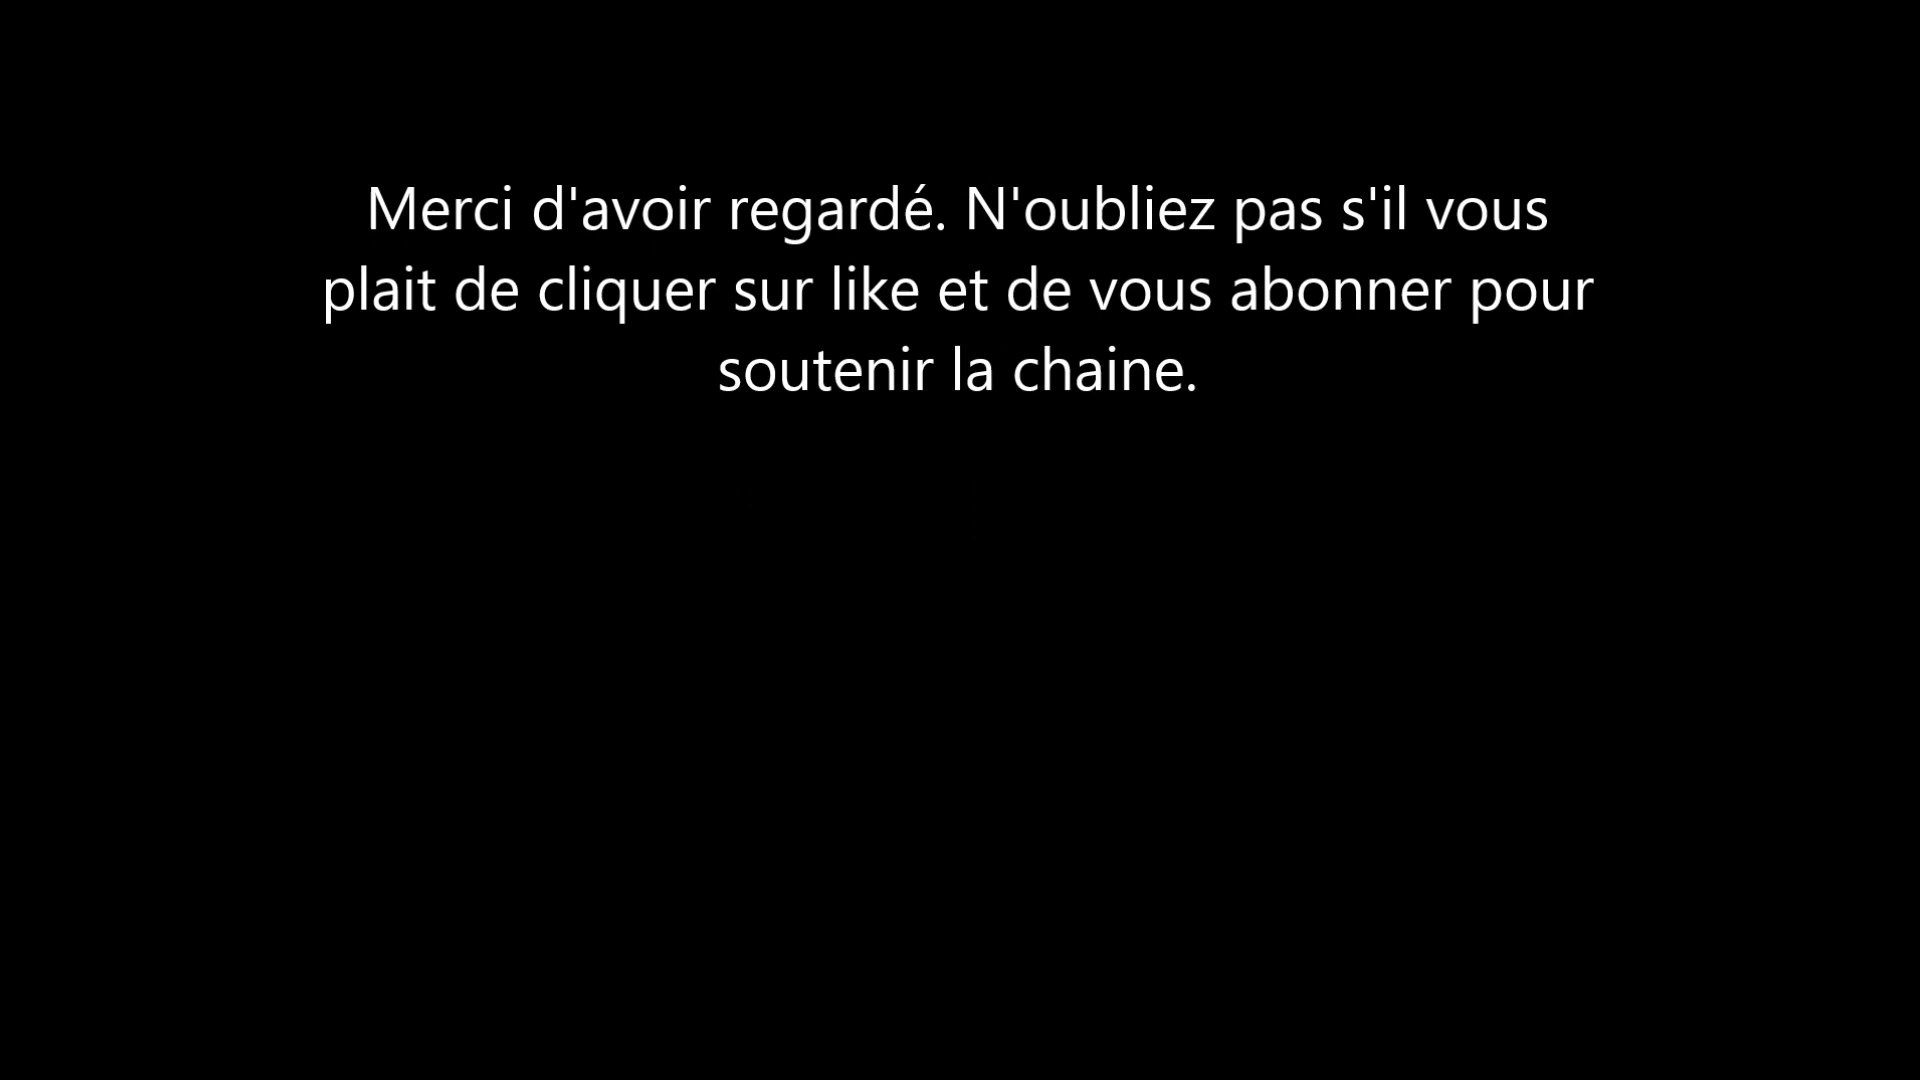 Merci d'avoir regardé. N'oubliez pas s'il vous
plait de cliquer sur like et de vous abonner pour
soutenir la chaine.